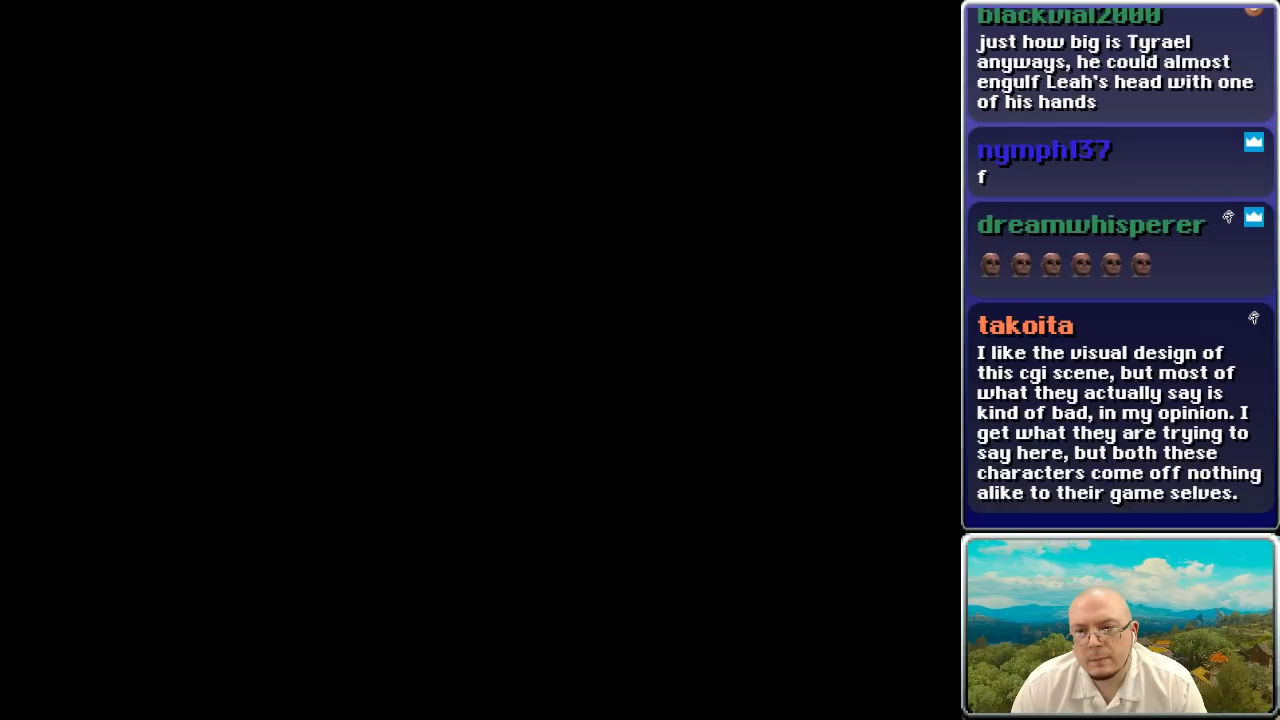 blackvial2000
just how big is Tyrael
anyways, he could almost
engulf Leah's head with one
of his hands
nymph137
f
dreamwhisperer
takoita
I like the visual design of
this cgi scene, but most of
what they actually say is
kind of bad, in my opinion. I
get what they are trying to
say here, but both these
characters come off nothing
alike to their game selves.